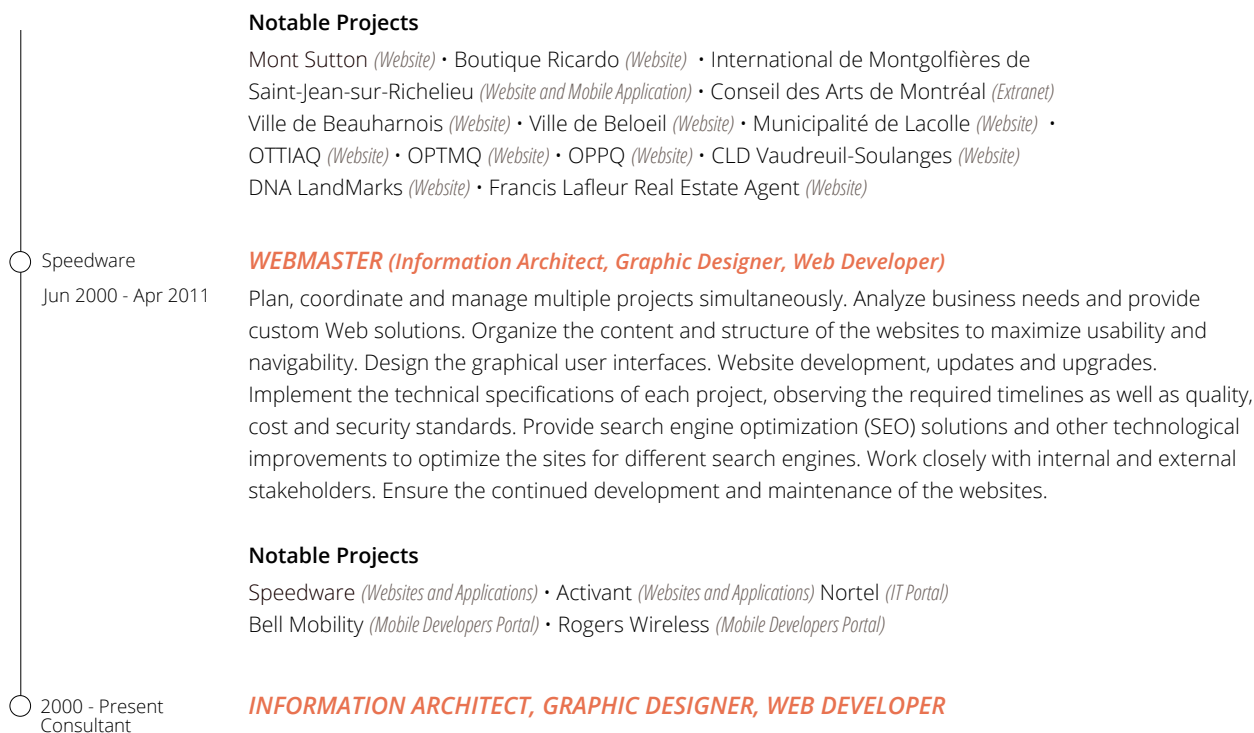 Notable Projects
Mont Sutton (Website) • Boutique Ricardo (Website) • International de Montgolfières de
Saint-Jean-sur-Richelieu (Website and Mobile Application) • Conseil des Arts de Montréal (Extranet)
Ville de Beauharnois (Website) • Ville de Beloeil (Website) • Municipalité de Lacolle (Website) •
OTTIAQ (Website) • OPTMQ (Website) • OPPQ (Website) • CLD Vaudreuil-Soulanges (Website)
DNA LandMarks (Website) • Francis Lafleur Real Estate Agent (Website)
Speedware
Jun 2000 - Apr 2011
WEBMASTER (Information Architect, Graphic Designer, Web Developer)
Plan, coordinate and manage multiple projects simultaneously. Analyze business needs and provide
custom Web solutions. Organize the content and structure of the websites to maximize usability and
navigability. Design the graphical user interfaces. Website development, updates and upgrades.
Implement the technical specifications of each project, observing the required timelines as well as quality,
cost and security standards. Provide search engine optimization (SEO) solutions and other technological
improvements to optimize the sites for different search engines. Work closely with internal and external
stakeholders. Ensure the continued development and maintenance of the websites.
Notable Projects
Speedware (Websites and Applications) • Activant (Websites and Applications) Nortel (IT Portal)
Bell Mobility (Mobile Developers Portal) • Rogers Wireless (Mobile Developers Portal)
2000 - Present
Consultant
INFORMATION ARCHITECT, GRAPHIC DESIGNER, WEB DEVELOPER